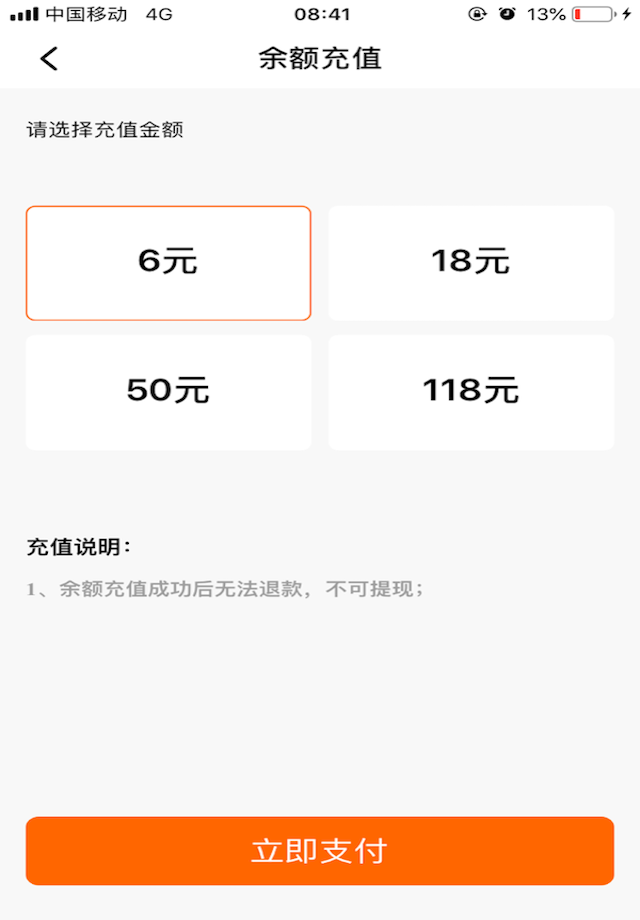 中国移动 4G 08:41 13%
余额充值
请选择充值金额
6元 18元
50元 118元
充值说明：
1、余额充值成功后无法退款，不可提现；
立即支付